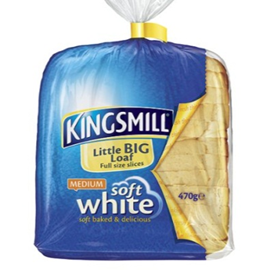 KINGSMILL
Little BIG
Loaf
Full size slices
MEDIUM
soft
white
soft baked & delicious
470g℮